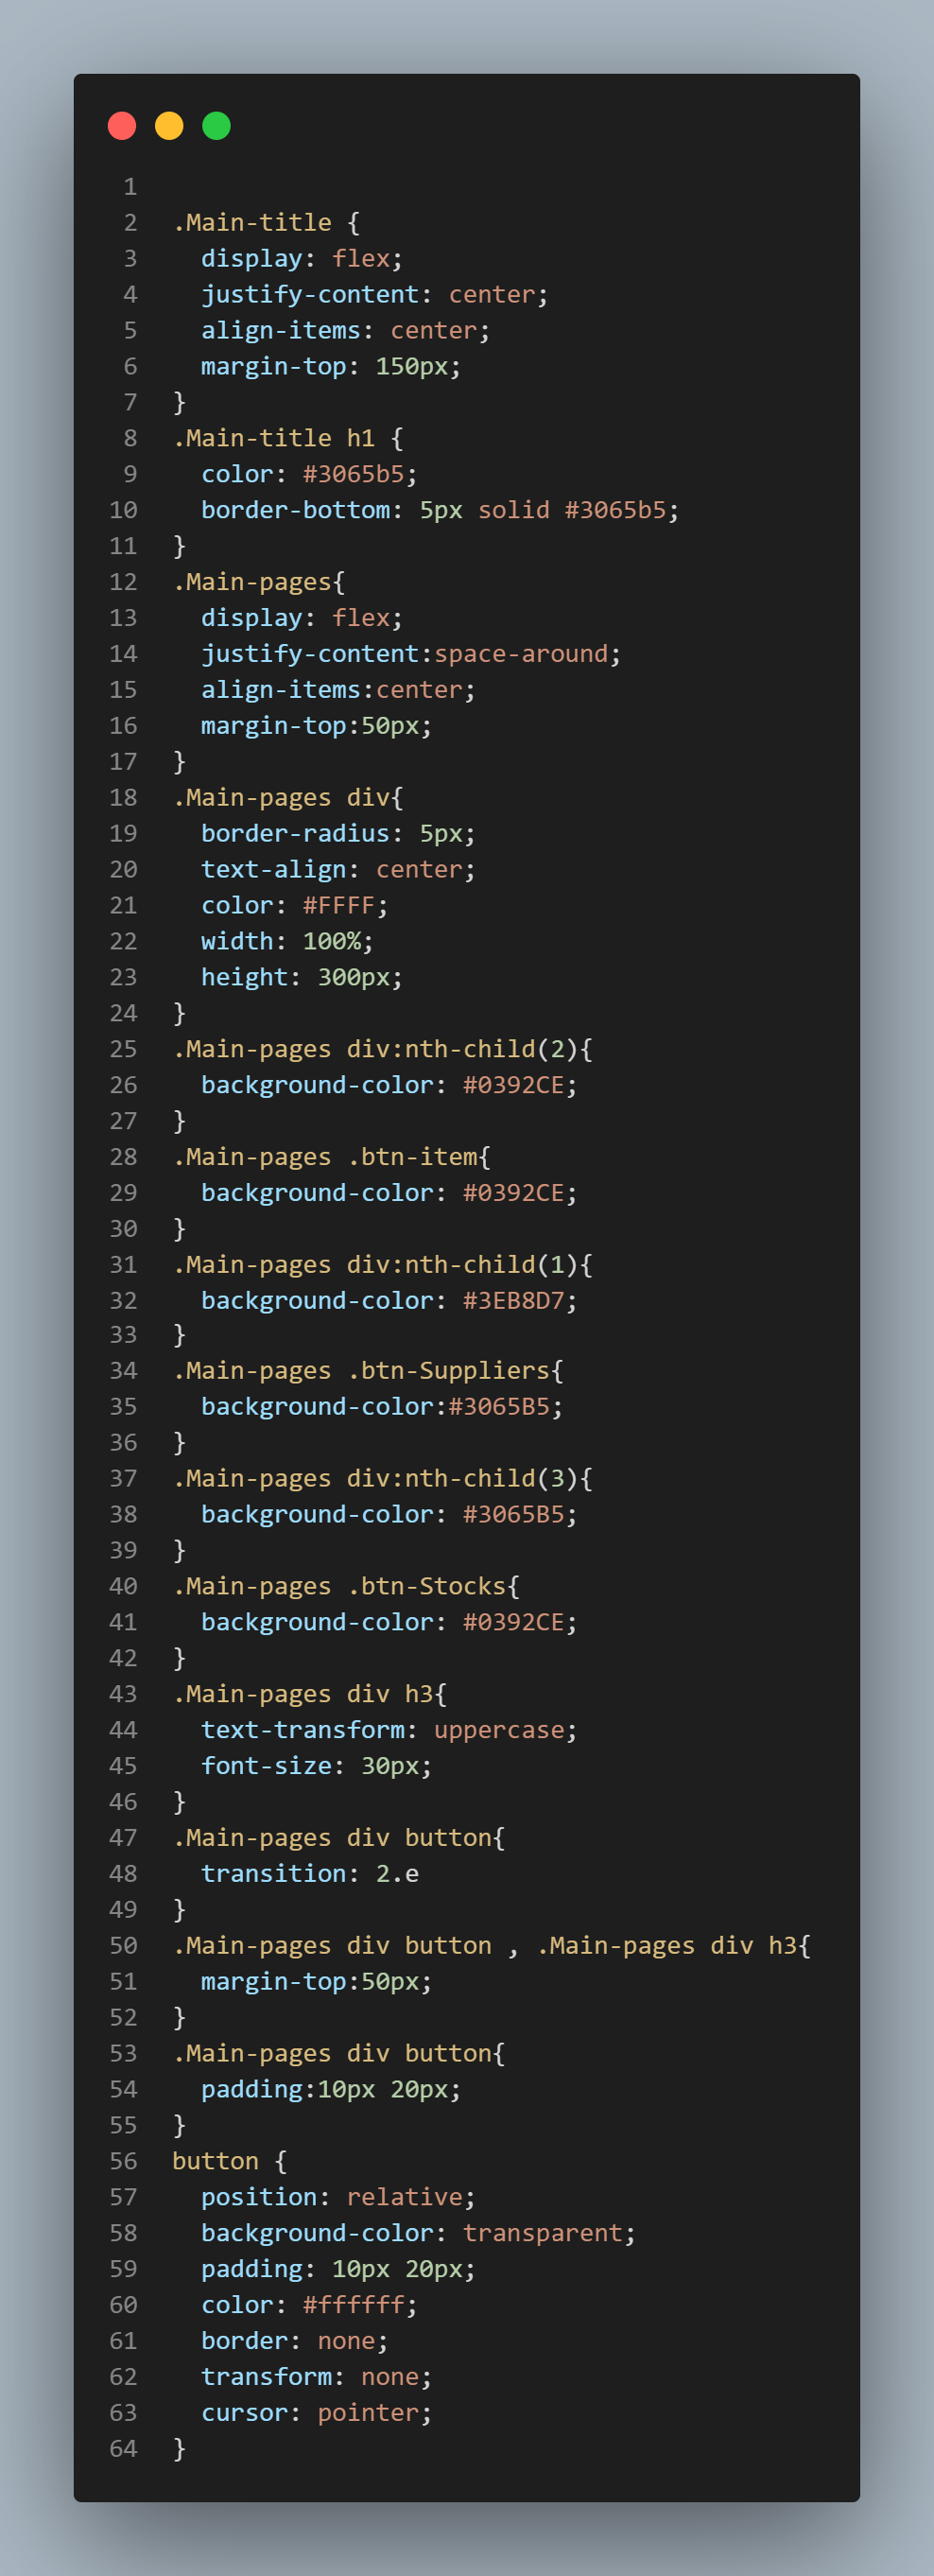 1
2 .Main-title {
3   display: flex;
4   justify-content: center;
5   align-items: center;
6   margin-top: 150px;
7 }
8 .Main-title h1 {
9   color: #3065b5;
10   border-bottom: 5px solid #3065b5;
11 }
12 .Main-pages{
13   display: flex;
14   justify-content:space-around;
15   align-items:center;
16   margin-top:50px;
17 }
18 .Main-pages div{
19   border-radius: 5px;
20   text-align: center;
21   color: #FFFF;
22   width: 100%;
23   height: 300px;
24 }
25 .Main-pages div:nth-child(2){
26   background-color: #0392CE;
27 }
28 .Main-pages .btn-item{
29   background-color: #0392CE;
30 }
31 .Main-pages div:nth-child(1){
32   background-color: #3EB8D7;
33 }
34 .Main-pages .btn-Suppliers{
35   background-color:#3065B5;
36 }
37 .Main-pages div:nth-child(3){
38   background-color: #3065B5;
39 }
40 .Main-pages .btn-Stocks{
41   background-color: #0392CE;
42 }
43 .Main-pages div h3{
44   text-transform: uppercase;
45   font-size: 30px;
46 }
47 .Main-pages div button{
48   transition: 2.e
49 }
50 .Main-pages div button , .Main-pages div h3{
51   margin-top:50px;
52 }
53 .Main-pages div button{
54   padding:10px 20px;
55 }
56 button {
57   position: relative;
58   background-color: transparent;
59   padding: 10px 20px;
60   color: #ffffff;
61   border: none;
62   transform: none;
63   cursor: pointer;
64 }